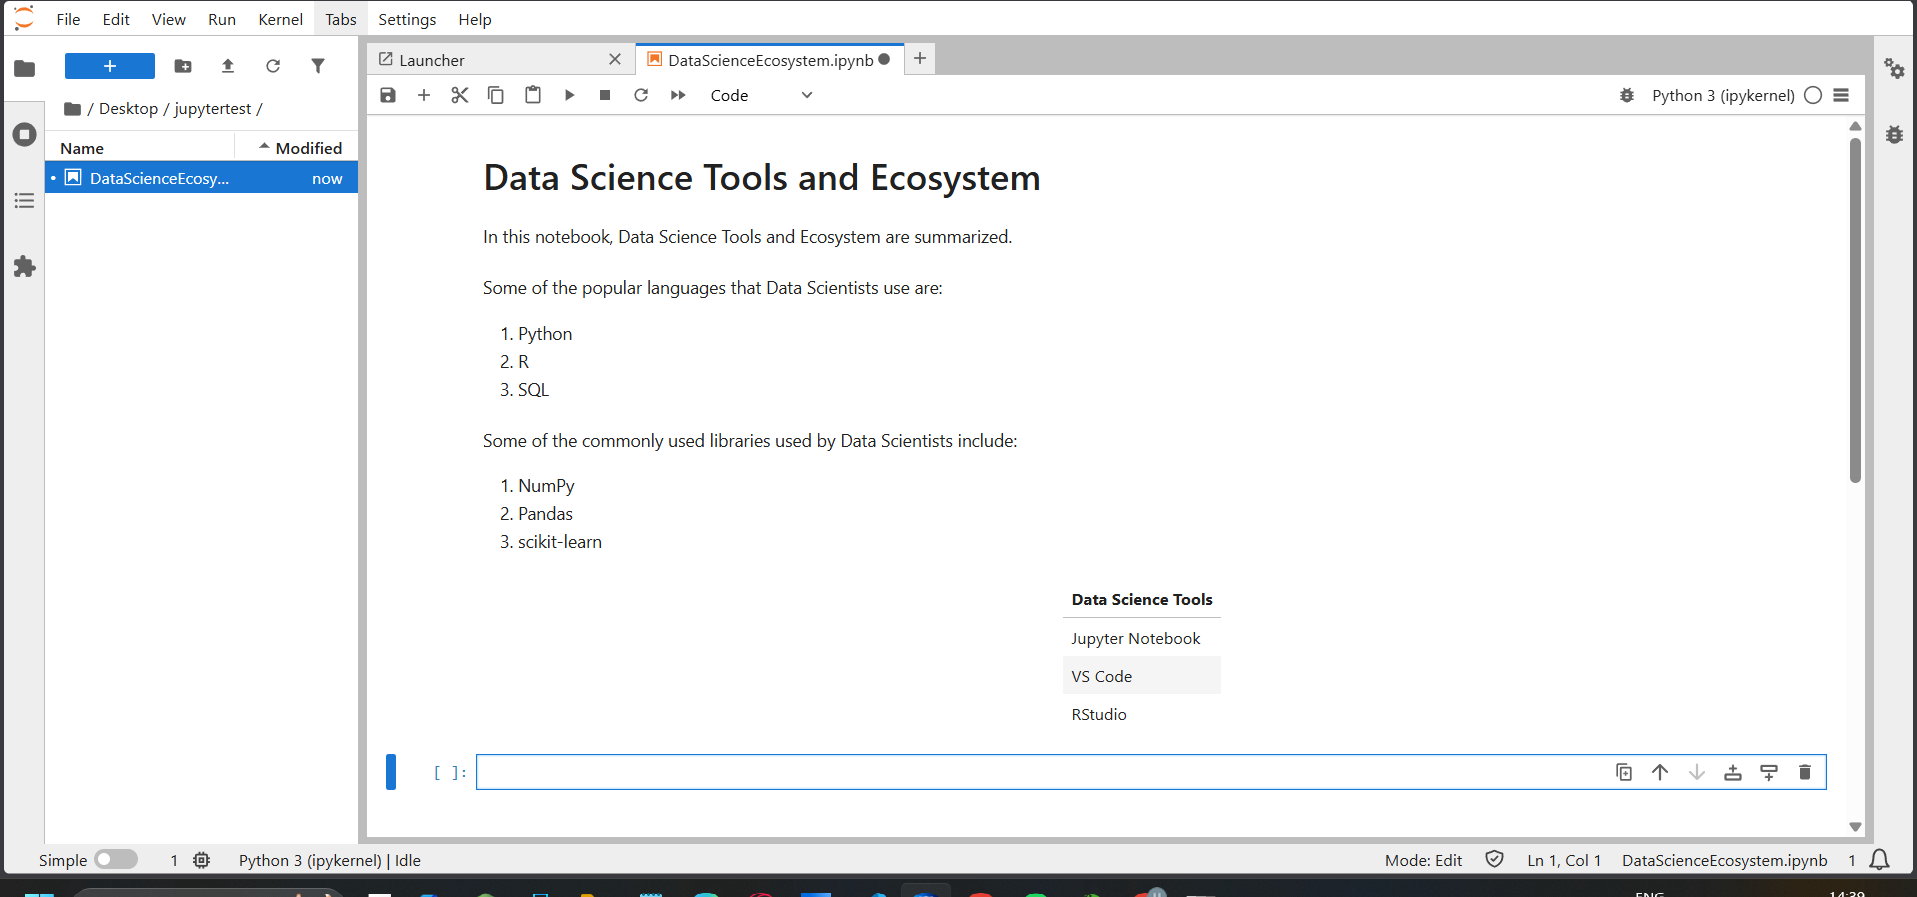 File Edit View Run Kernel Tabs Settings Help
Launcher
DataScienceEcosystem.ipynb
Code
Python 3 (ipykernel)
/ Desktop / jupytertest /
Name Modified
DataScienceEcosy... now
Data Science Tools and Ecosystem
In this notebook, Data Science Tools and Ecosystem are summarized.
Some of the popular languages that Data Scientists use are:
1. Python
2. R
3. SQL
Some of the commonly used libraries used by Data Scientists include:
1. NumPy
2. Pandas
3. scikit-learn
Data Science Tools
Jupyter Notebook
VS Code
RStudio
[ ]:
Simple 1 Python 3 (ipykernel) | Idle Mode: Edit Ln 1, Col 1 DataScienceEcosystem.ipynb 1
ENG 14:39